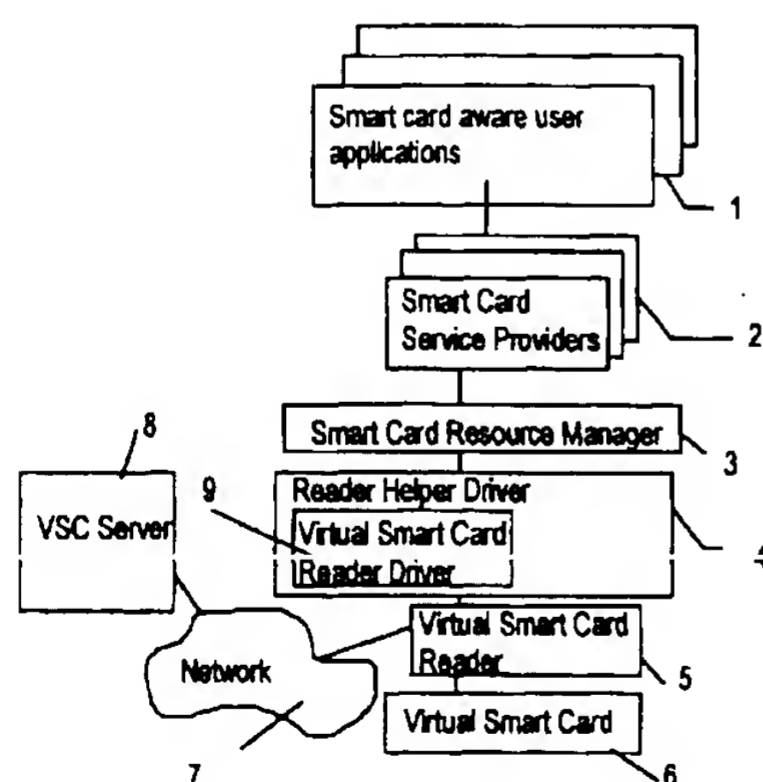 Smart card aware user
applications
1
Smart Card
Service Providers
2
8
Smart Card Resource Manager
3
9
Reader Helper Driver
VSC Server
Virtual Smart Card
Reader Driver
4
Virtual Smart Card
Reader
5
Network
Virtual Smart Card
7
6